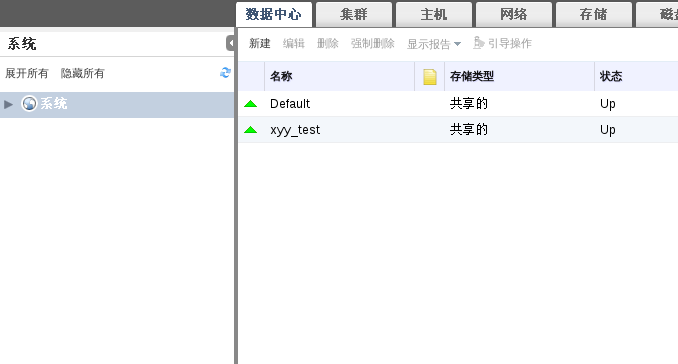 数据中心 集群 主机 网络 存储
系统
新建 编辑 删除 强制删除 显示报告 引导操作
展开所有 隐藏所有
名称 存储类型 状态
系统
Default 共享的 Up
xyy_test 共享的 Up